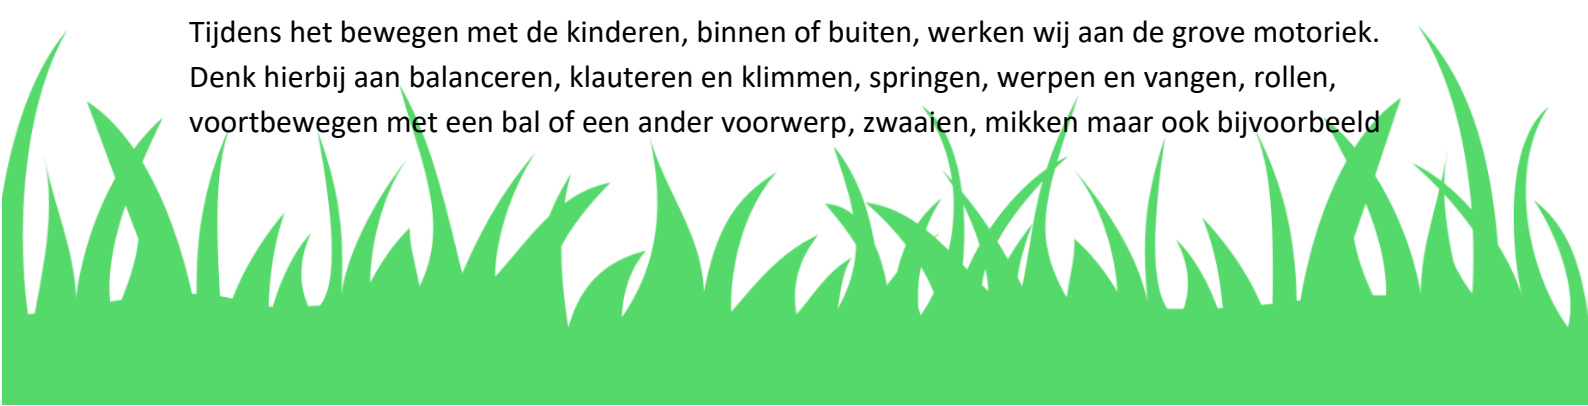 Tijdens het bewegen met de kinderen, binnen of buiten, werken wij aan de grove motoriek.
Denk hierbij aan balanceren, klauteren en klimmen, springen, werpen en vangen, rollen,
voortbewegen met een bal of een ander voorwerp, zwaaien, mikken maar ook bijvoorbeeld